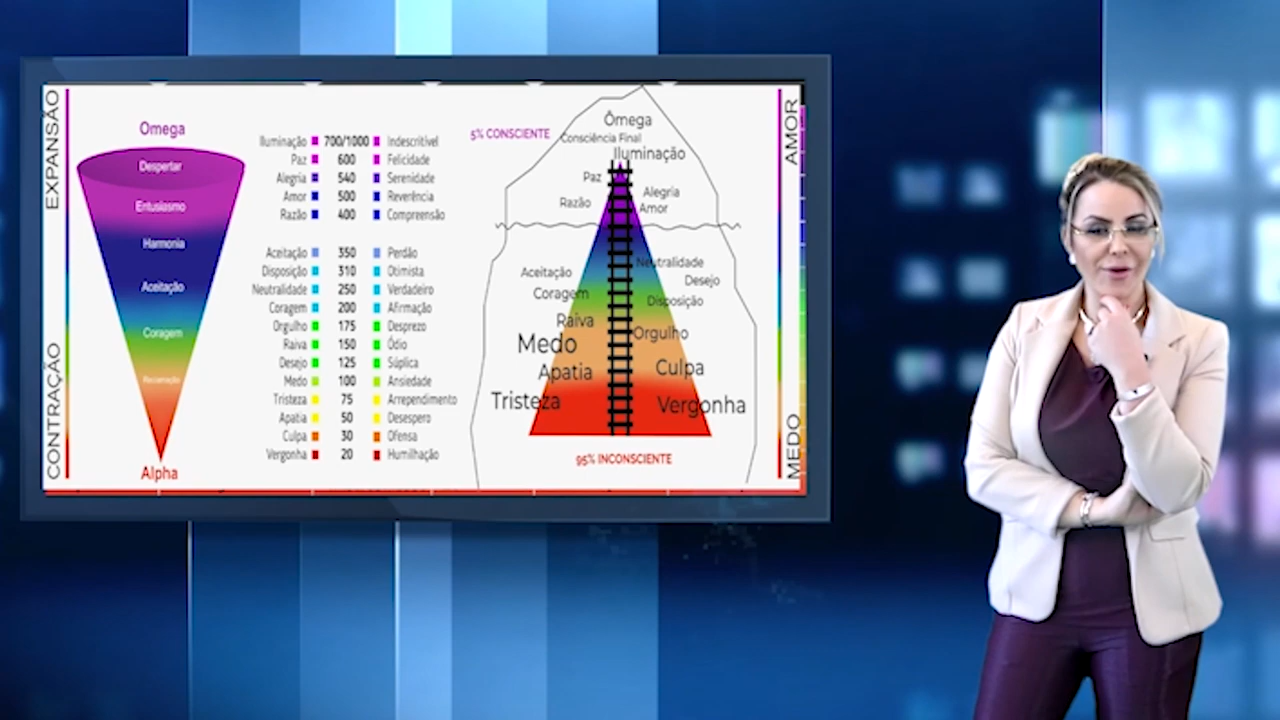 EXPANSÃO
CONTRAÇÃO
Omega
Despertar
Entusiasmo
Harmonia
Aceitação
Coragem
Alpha
Iluminação 700/1000 Indescritível
Paz 600 Felicidade
Alegria 540 Serenidade
Amor 500 Reverência
Razão 400 Compreensão
Aceitação 350 Perdão
Disposição 310 Otimista
Neutralidade 250 Verdadeiro
Coragem 200 Afirmação
Orgulho 175 Desprezo
Raiva 150 Ódio
Desejo 125 Súplica
Medo 100 Ansiedade
Tristeza 75 Arrependimento
Apatia 50 Desespero
Culpa 30 Ofensa
Vergonha 20 Humilhação
5% CONSCIENTE
Ômega
Consciência Final
Iluminação
Paz
Alegria
Razão
Amor
Neutralidade
Aceitação
Desejo
Coragem
Disposição
Raiva
Orgulho
Medo
Apatia
Culpa
Tristeza
Vergonha
95% INCONSCIENTE
AMOR
MEDO